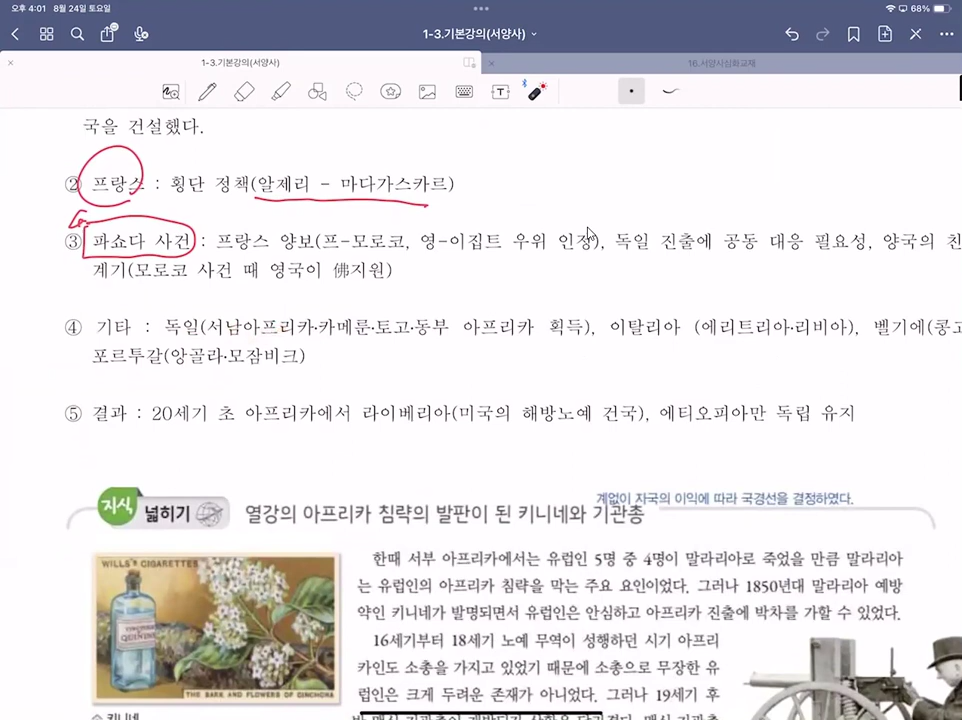 오후 4:01 8월 24일 토요일
68%
1-3.기본강의(서양사)
1-3.기본강의(서양사)
16.서양사심화교재
국을 건설했다.
② 프랑스 : 횡단 정책(알제리 - 마다가스카르)
③ 파쇼다 사건 : 프랑스 양보(프-모로코, 영-이집트 우위 인정), 독일 진출에 공동 대응 필요성, 양국의 친
계기(모로코 사건 때 영국이 佛지원)
④ 기타 : 독일(서남아프리카·카메룬·토고·동부 아프리카 획득), 이탈리아 (에리트리아·리비아), 벨기에(콩고
포르투갈(앙골라·모잠비크)
⑤ 결과 : 20세기 초 아프리카에서 라이베리아(미국의 해방노예 건국), 에티오피아만 독립 유지
계없이 자국의 이익에 따라 국경선을 결정하였다.
지식 넓히기 열강의 아프리카 침략의 발판이 된 키니네와 기관총
WILL'S CIGARETTES
QUININE
THE BARK AND FLOWERS OF CINCHONA
키니네
한때 서부 아프리카에서는 유럽인 5명 중 4명이 말라리아로 죽었을 만큼 말라리아
는 유럽인의 아프리카 침략을 막는 주요 요인이었다. 그러나 1850년대 말라리아 예방
약인 키니네가 발명되면서 유럽인은 안심하고 아프리카 진출에 박차를 가할 수 있었다.
16세기부터 18세기 노예 무역이 성행하던 시기 아프리
카인도 소총을 가지고 있었기 때문에 소총으로 무장한 유
럽인은 크게 두려운 존재가 아니었다. 그러나 19세기 후